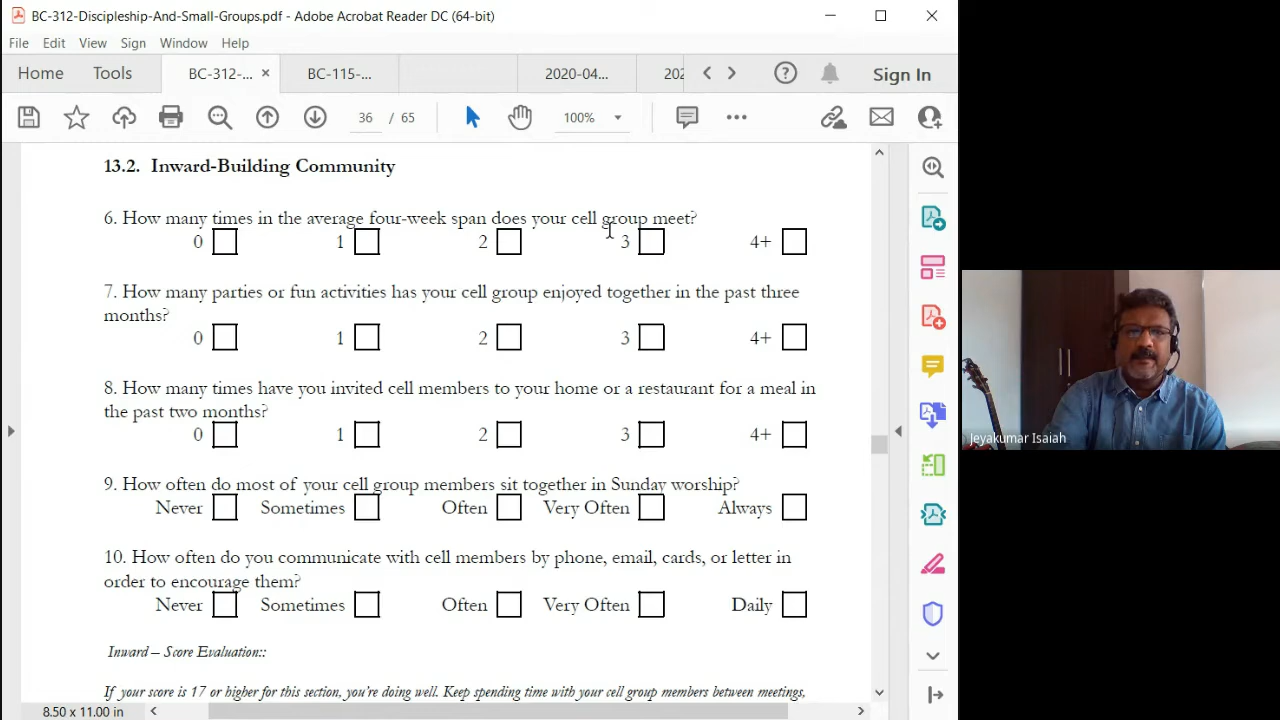 BC-312-Discipleship-And-Small-Groups.pdf - Adobe Acrobat Reader DC (64-bit)
File Edit View Sign Window Help
Home Tools BC-312-... × BC-115-... 2020-04... 202 Sign In
36 / 65 100%
13.2. Inward-Building Community
6. How many times in the average four-week span does your cell group meet?
0 1 2 3 4+
7. How many parties or fun activities has your cell group enjoyed together in the past three
months?
0 1 2 3 4+
8. How many times have you invited cell members to your home or a restaurant for a meal in
the past two months?
0 1 2 3 4+
9. How often do most of your cell group members sit together in Sunday worship?
Never Sometimes Often Very Often Always
10. How often do you communicate with cell members by phone, email, cards, or letter in
order to encourage them?
Never Sometimes Often Very Often Daily
Inward – Score Evaluation::
If your score is 17 or higher for this section, you're doing well. Keep spending time with your cell group members between meetings,
8.50 x 11.00 in
Jeyakumar Isaiah